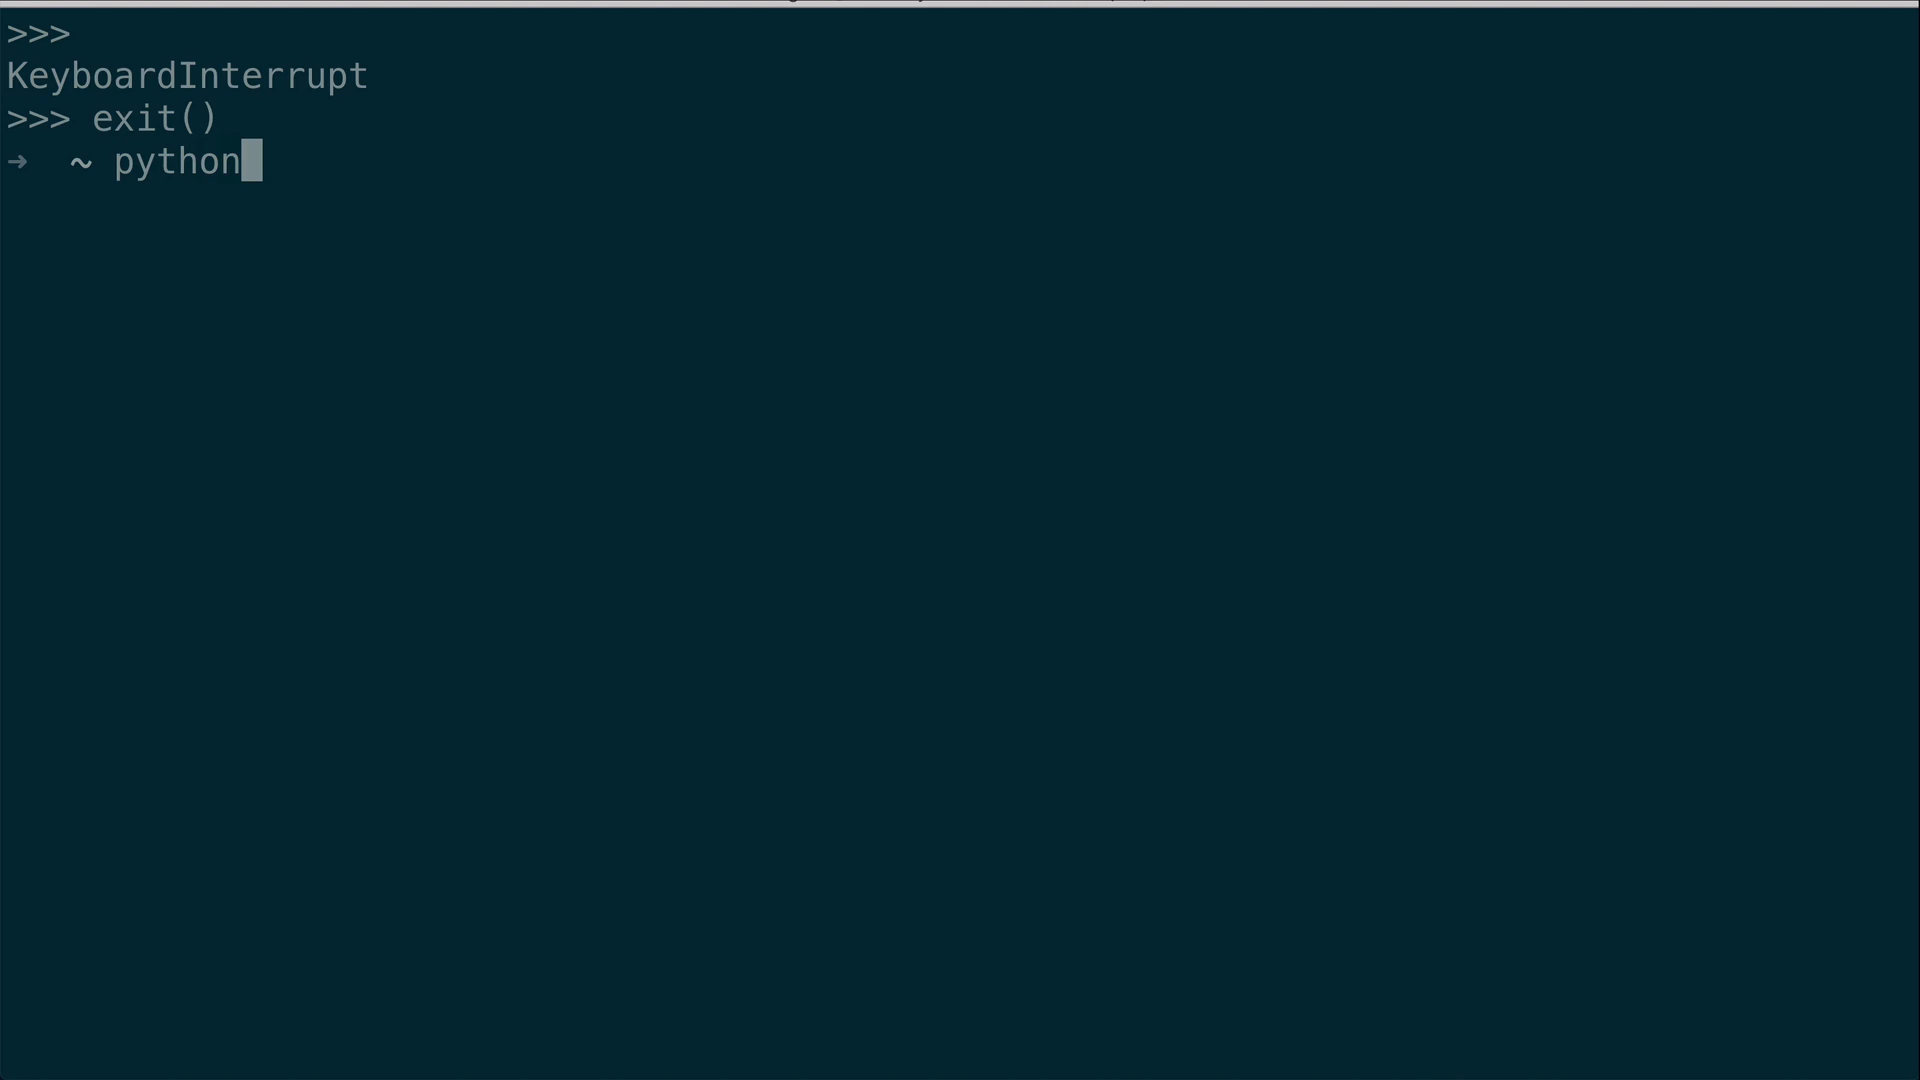 >>>
KeyboardInterrupt
>>> exit()
➜  ~ python